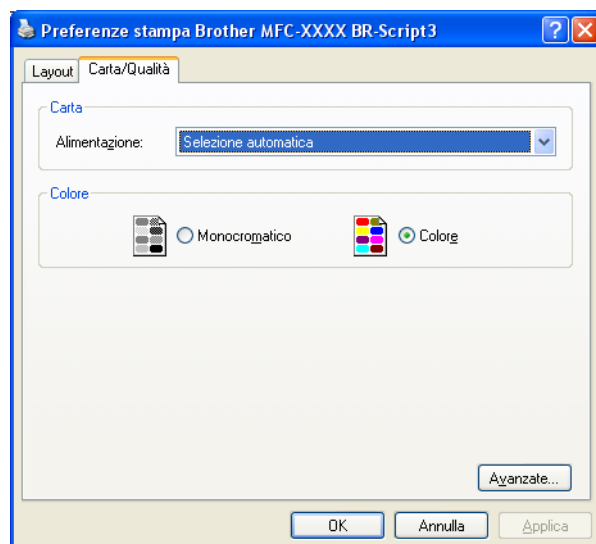 Preferenze stampa Brother MFC-XXXX BR-Script3
Layout Carta/Qualità
Carta
Alimentazione: Selezione automatica
Colore
Monocromatico Colore
Avanzate...
OK Annulla Applica